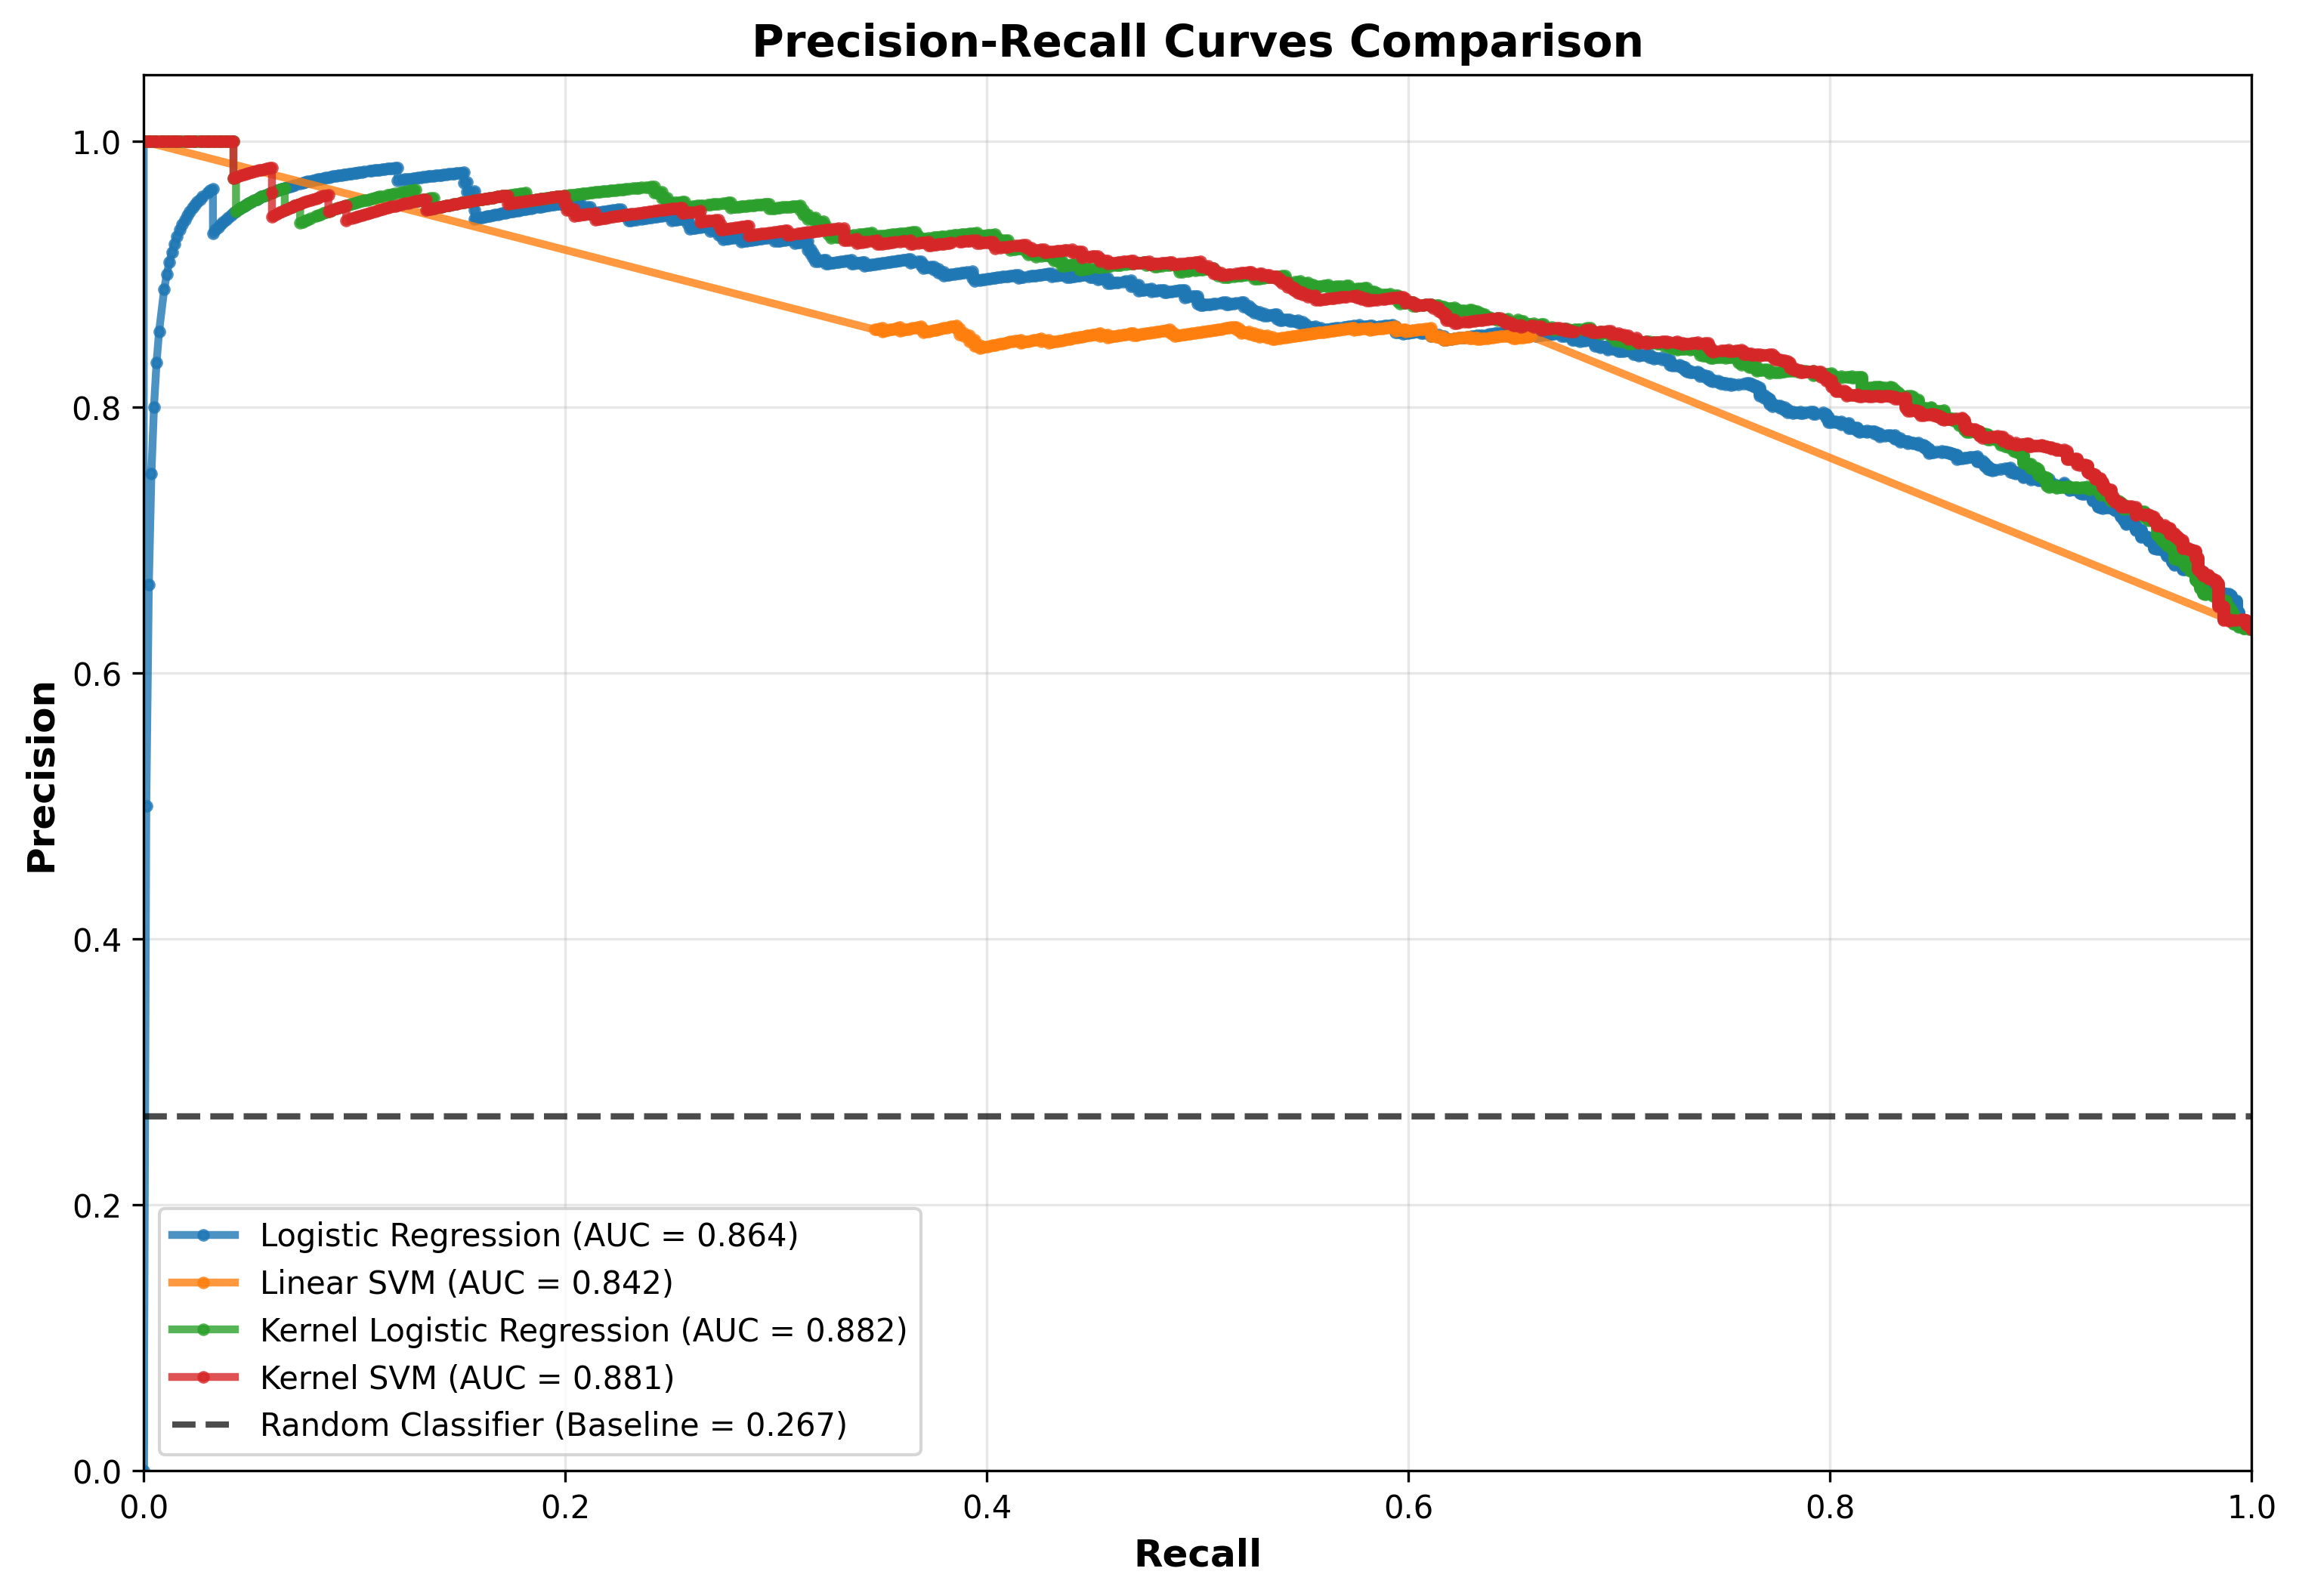 Precision-Recall Curves Comparison
1.0
0.8
0.6
0.4
0.2
0.0
Precision
Logistic Regression (AUC = 0.864)
Linear SVM (AUC = 0.842)
Kernel Logistic Regression (AUC = 0.882)
Kernel SVM (AUC = 0.881)
Random Classifier (Baseline = 0.267)
0.0 0.2 0.4 0.6 0.8 1.0
Recall